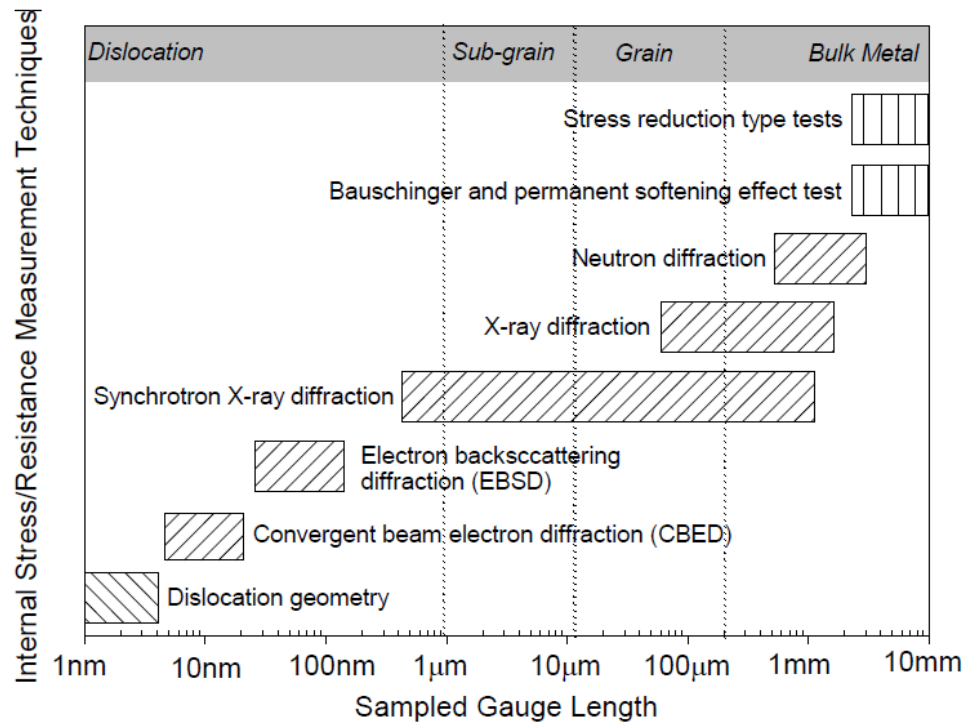 Internal Stress/Resistance Measurement Techniques
Dislocation
Sub-grain
Grain
Bulk Metal
Stress reduction type tests
Bauschinger and permanent softening effect test
Neutron diffraction
X-ray diffraction
Synchrotron X-ray diffraction
Electron backsccattering
diffraction (EBSD)
Convergent beam electron diffraction (CBED)
Dislocation geometry
1nm 10nm 100nm 1μm 10μm 100μm 1mm 10mm
Sampled Gauge Length